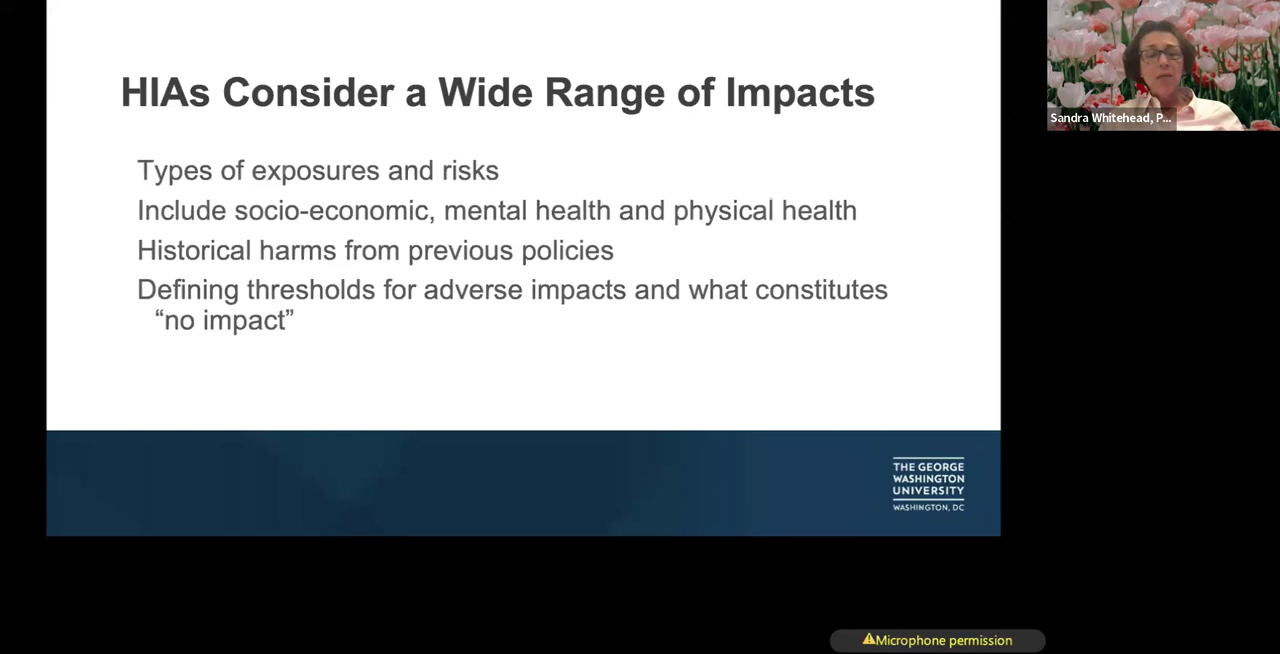 HIAs Consider a Wide Range of Impacts
Sandra Whitehead, P...
Types of exposures and risks
Include socio-economic, mental health and physical health
Historical harms from previous policies
Defining thresholds for adverse impacts and what constitutes
“no impact”
THE GEORGE
WASHINGTON
UNIVERSITY
WASHINGTON, DC
Microphone permission